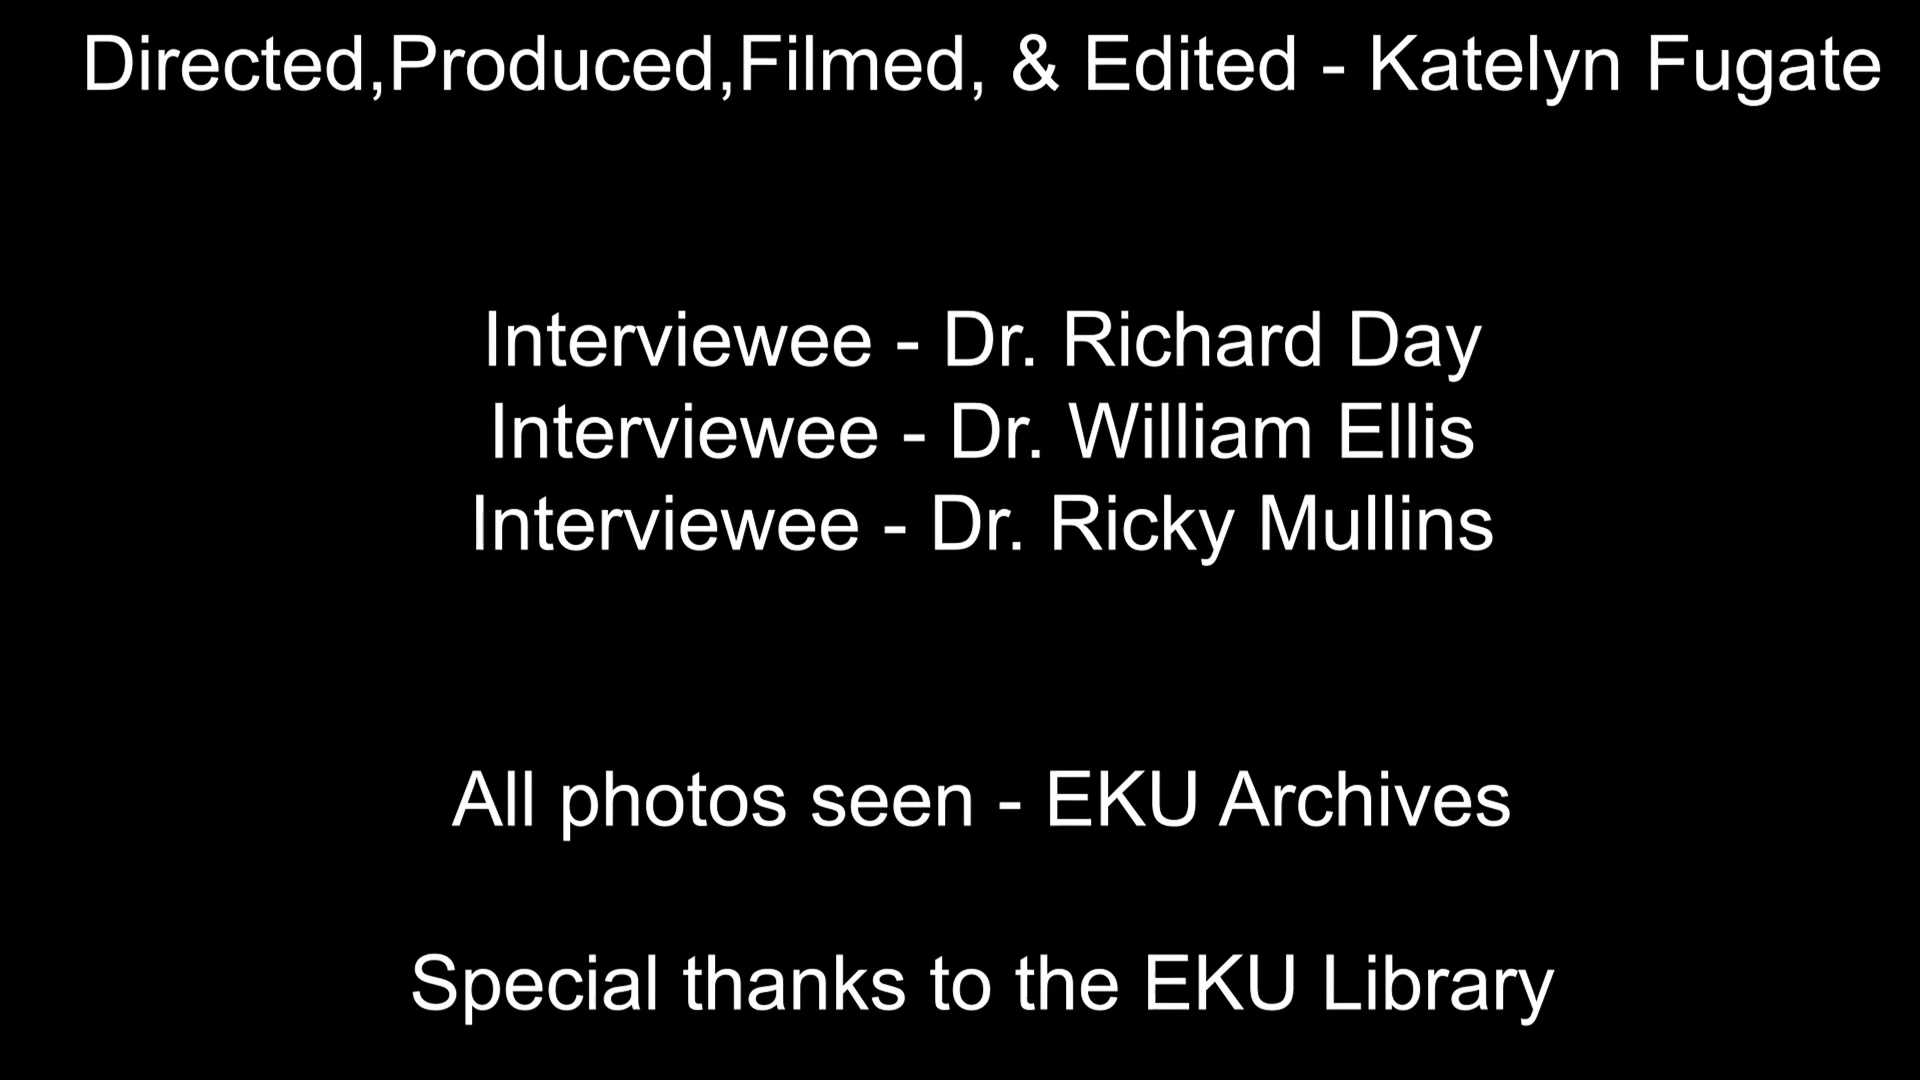 Directed,Produced,Filmed, & Edited - Katelyn Fugate
Interviewee - Dr. Richard Day
Interviewee - Dr. William Ellis
Interviewee - Dr. Ricky Mullins
All photos seen - EKU Archives
Special thanks to the EKU Library